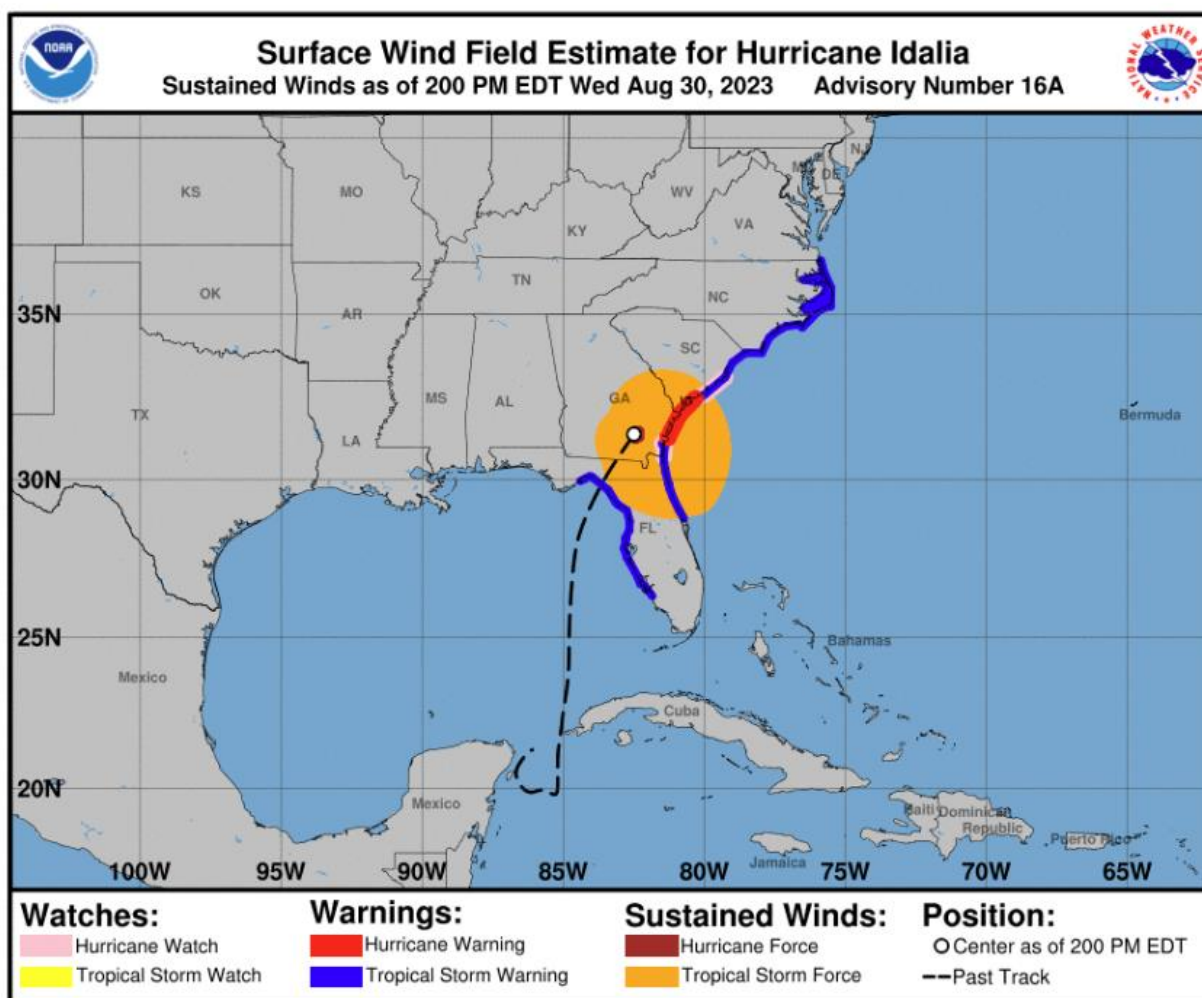 Surface Wind Field Estimate for Hurricane Idalia
Sustained Winds as of 200 PM EDT Wed Aug 30, 2023 Advisory Number 16A
NOAA
NATIONAL WEATHER SERVICE
NJ
DE
KS
MO
WV
VA
KY
OK
TN
NC
35N
AR
SC
TX
MS
AL
GA
Bermuda
LA
30N
FL
25N
Bahamas
Mexico
Cuba
20N
Mexico
Haiti
Dominican
Republic
Puerto Rico
Jamaica
100W 95W 90W 85W 80W 75W 70W 65W
Watches:
Hurricane Watch
Tropical Storm Watch
Warnings:
Hurricane Warning
Tropical Storm Warning
Sustained Winds:
Hurricane Force
Tropical Storm Force
Position:
Center as of 200 PM EDT
Past Track